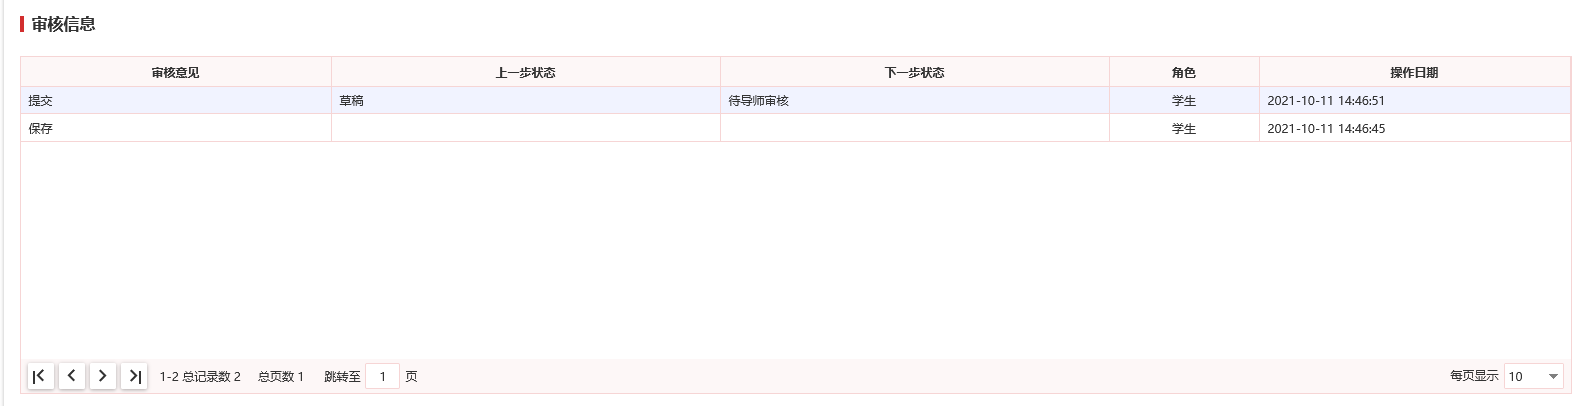 审核信息
审核意见 上一步状态 下一步状态 角色 操作日期
提交 草稿 待导师审核 学生 2021-10-11 14:46:51
保存 学生 2021-10-11 14:46:45
1-2 总记录数 2 总页数 1 跳转至 1 页 每页显示 10